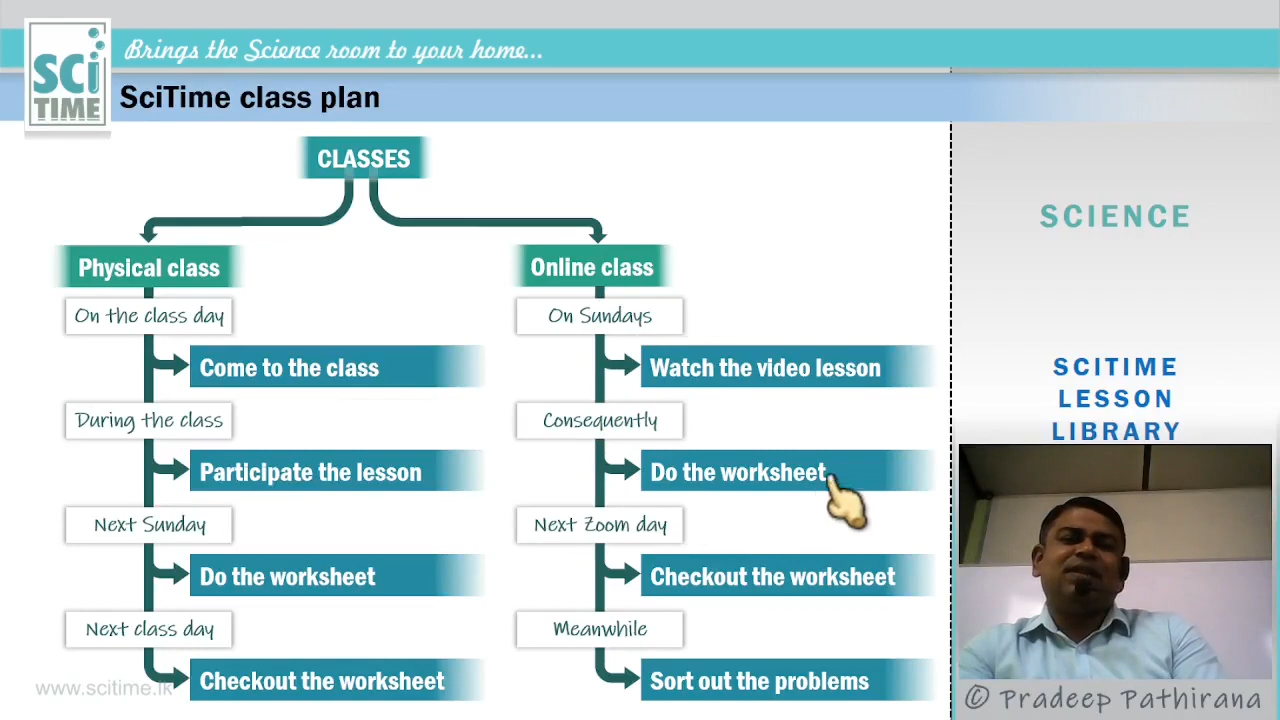 SCi
TIME
Brings the Science room to your home...
SciTime class plan
CLASSES
Physical class
On the class day
Come to the class
During the class
Participate the lesson
Next Sunday
Do the worksheet
Next class day
Checkout the worksheet
Online class
On Sundays
Watch the video lesson
Consequently
Do the worksheet
Next Zoom day
Checkout the worksheet
Meanwhile
Sort out the problems
www.scitime.lk
SCIENCE
SCITIME
LESSON
LIBRARY
© Pradeep Pathirana